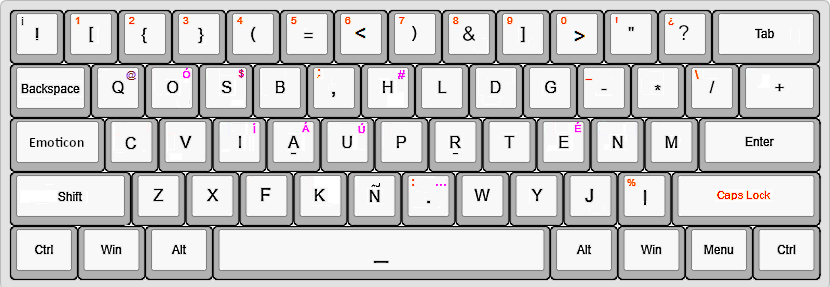 ¡ ! 1 [ 2 { 3 } 4 ( 5 = 6 < 7 ) 8 & 9 ] 0 > ' " ¿ ? Tab
Backspace Q @ O Ó S $ B ; , H # L D G _ - * \ / +
Emoticon C V I Í A Á U Ú P R T E É N M Enter
Shift Z X F K Ñ : . ... W Y J % | Caps Lock
Ctrl Win Alt _ Alt Win Menu Ctrl